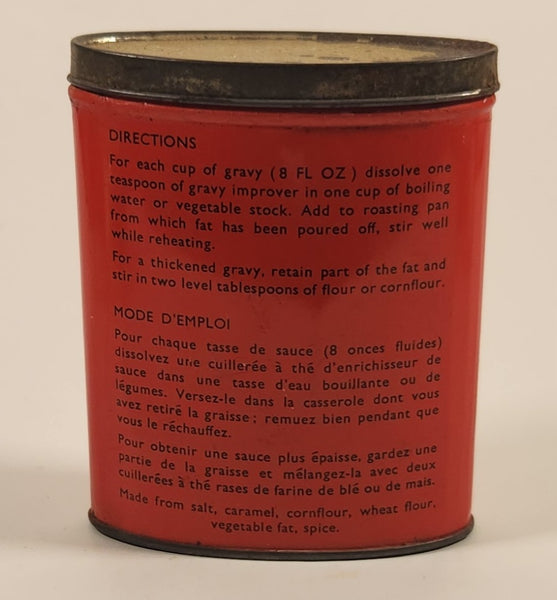 DIRECTIONS
For each cup of gravy (8 FL OZ) dissolve one
teaspoon of gravy improver in one cup of boiling
water or vegetable stock. Add to roasting pan
from which fat has been poured off, stir well
while reheating.
For a thickened gravy, retain part of the fat and
stir in two level tablespoons of flour or cornflour.
MODE D'EMPLOI
Pour chaque tasse de sauce (8 onces fluides)
dissolvez une cuillerée à thé d'enrichisseur de
sauce dans une tasse d'eau bouillante ou de
légumes. Versez-le dans la casserole dont vous
avez retiré la graisse; remuez bien pendant que
vous le réchauffez.
Pour obtenir une sauce plus épaisse, gardez une
partie de la graisse et mélangez-la avec deux
cuillerées à thé rases de farine de blé ou de mais.
Made from salt, caramel, cornflour, wheat flour,
vegetable fat, spice.